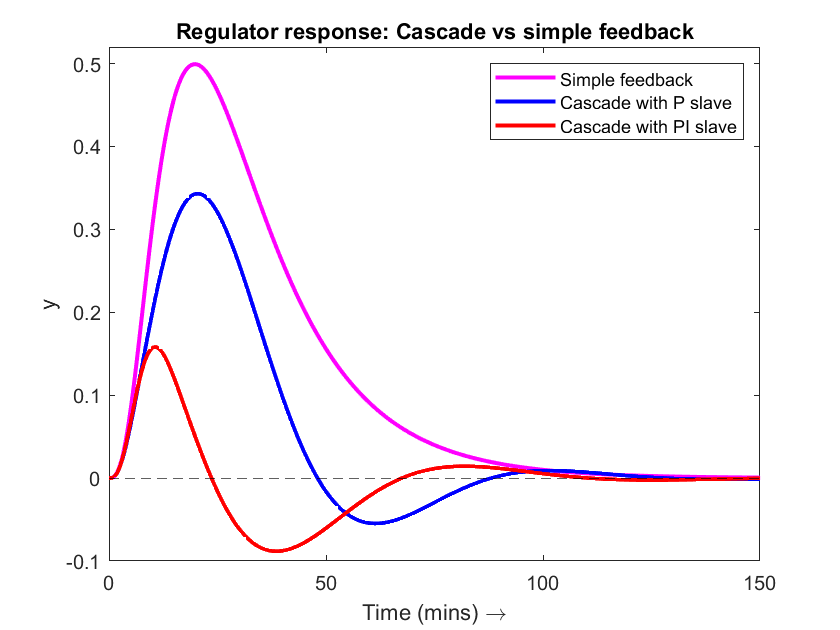 Regulator response: Cascade vs simple feedback
Simple feedback
Cascade with P slave
Cascade with PI slave
0.5
0.4
0.3
0.2
0.1
0
-0.1
y
0 50 100 150
Time (mins) →